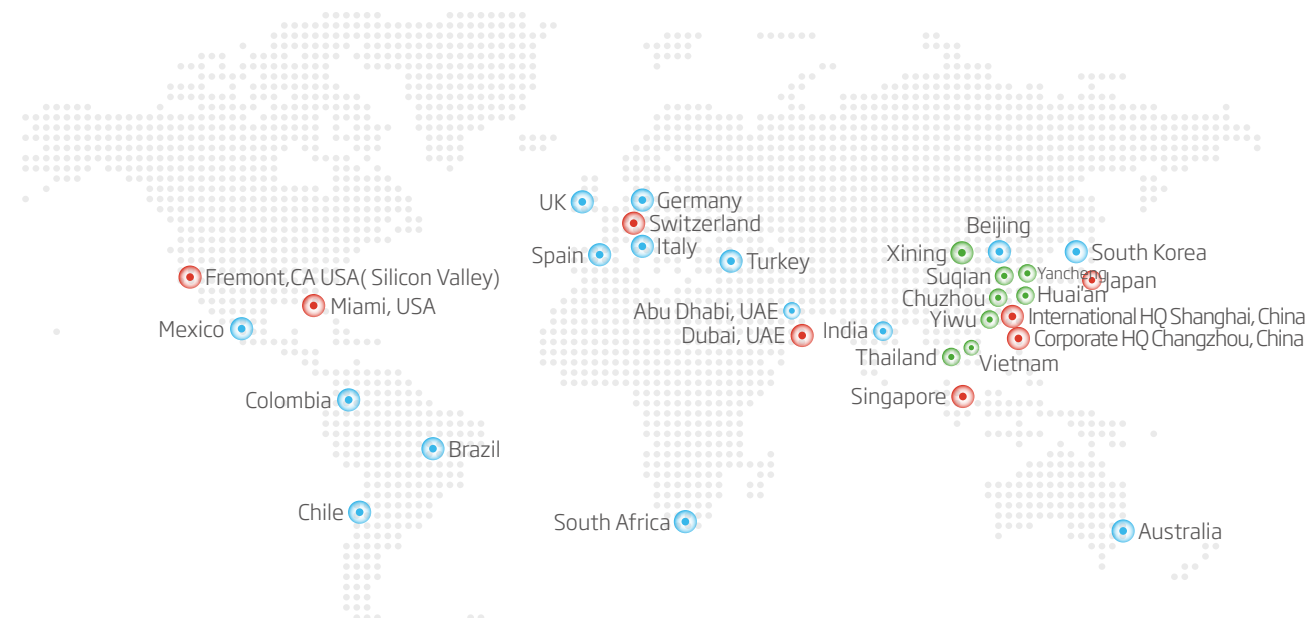 UK
Germany
Switzerland
Spain
Italy
Turkey
Beijing
Xining
South Korea
Fremont,CA USA( Silicon Valley)
Suqian
Yancheng
Japan
Miami, USA
Chuzhou
Huai'an
Mexico
Abu Dhabi, UAE
Yiwu
International HQ Shanghai, China
Dubai, UAE
India
Corporate HQ Changzhou, China
Thailand
Vietnam
Colombia
Singapore
Brazil
Chile
South Africa
Australia